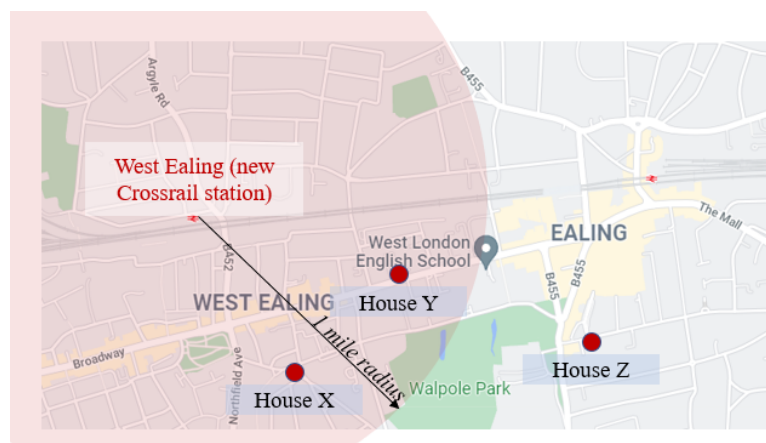 B455
Argyle Rd
West Ealing (new
Crossrail station)
The Mall
B452
West London
English School
EALING
B455
B455
WEST EALING
House Y
1 mile radius
Broadway
Northfield Ave
House X
Walpole Park
House Z